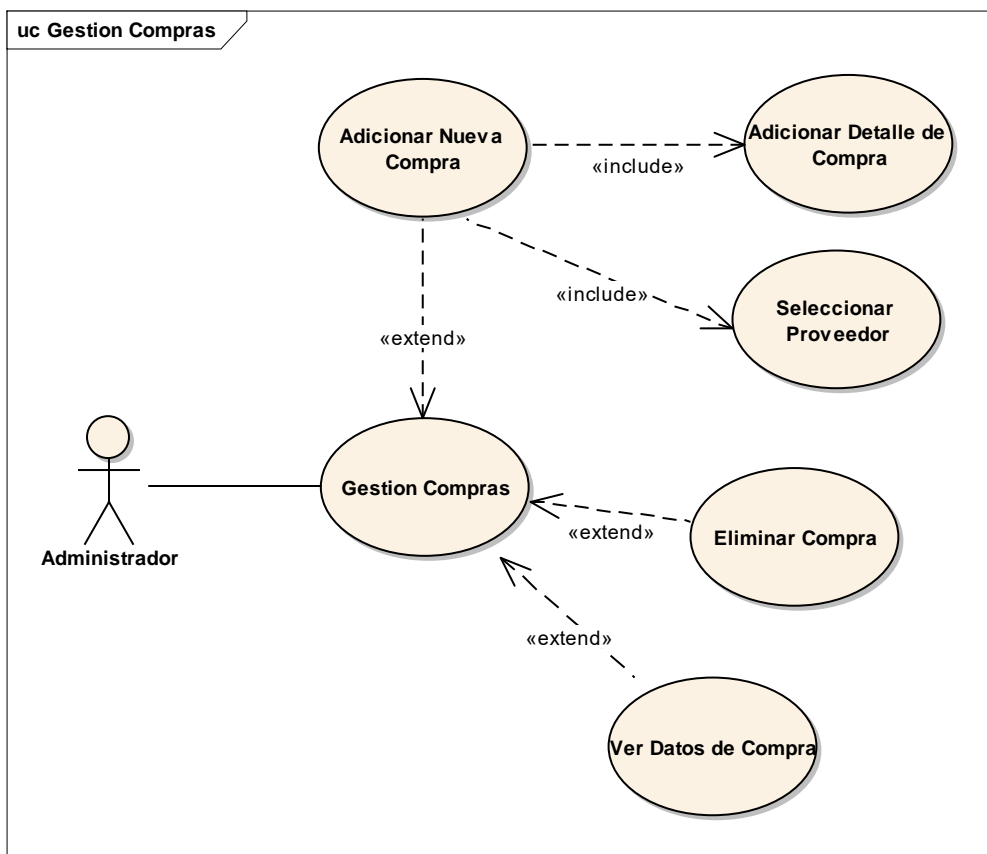 uc Gestion Compras
Adicionar Nueva
Compra
«include»
Adicionar Detalle de
Compra
«include»
Seleccionar
Proveedor
«extend»
Administrador
Gestion Compras
«extend»
Eliminar Compra
«extend»
Ver Datos de Compra